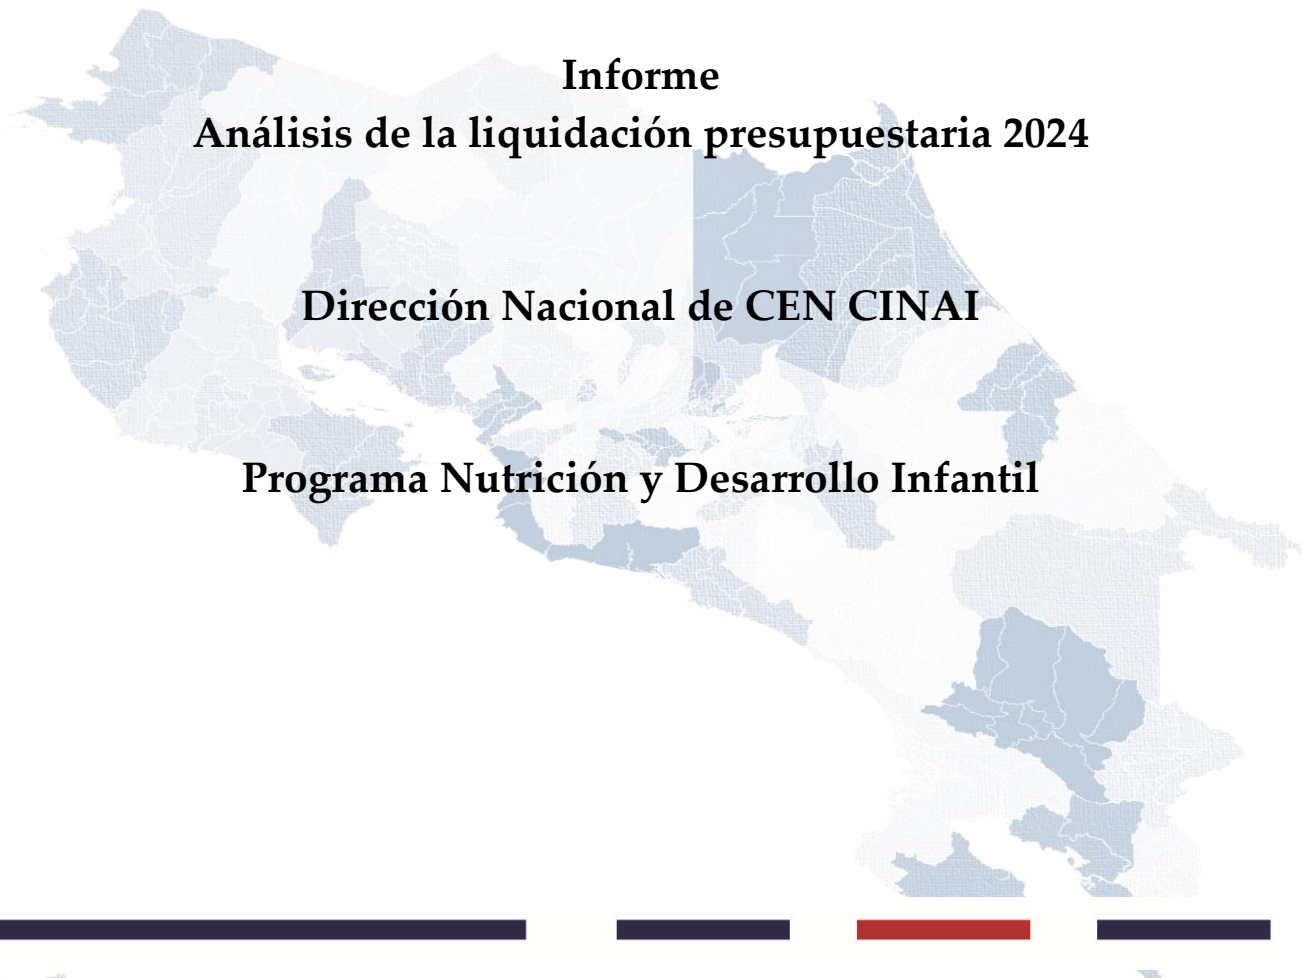 Informe
Análisis de la liquidación presupuestaria 2024
Dirección Nacional de CEN CINAI
Programa Nutrición y Desarrollo Infantil